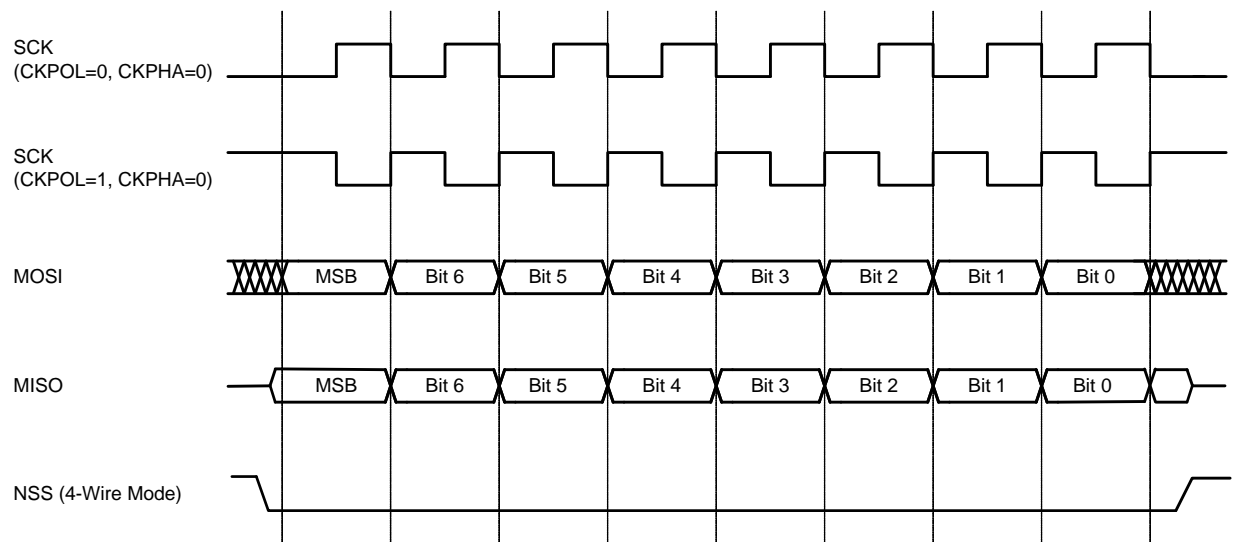 SCK
(CKPOL=0, CKPHA=0)
SCK
(CKPOL=1, CKPHA=0)
MOSI
MSB Bit 6 Bit 5 Bit 4 Bit 3 Bit 2 Bit 1 Bit 0
MISO
MSB Bit 6 Bit 5 Bit 4 Bit 3 Bit 2 Bit 1 Bit 0
NSS (4-Wire Mode)